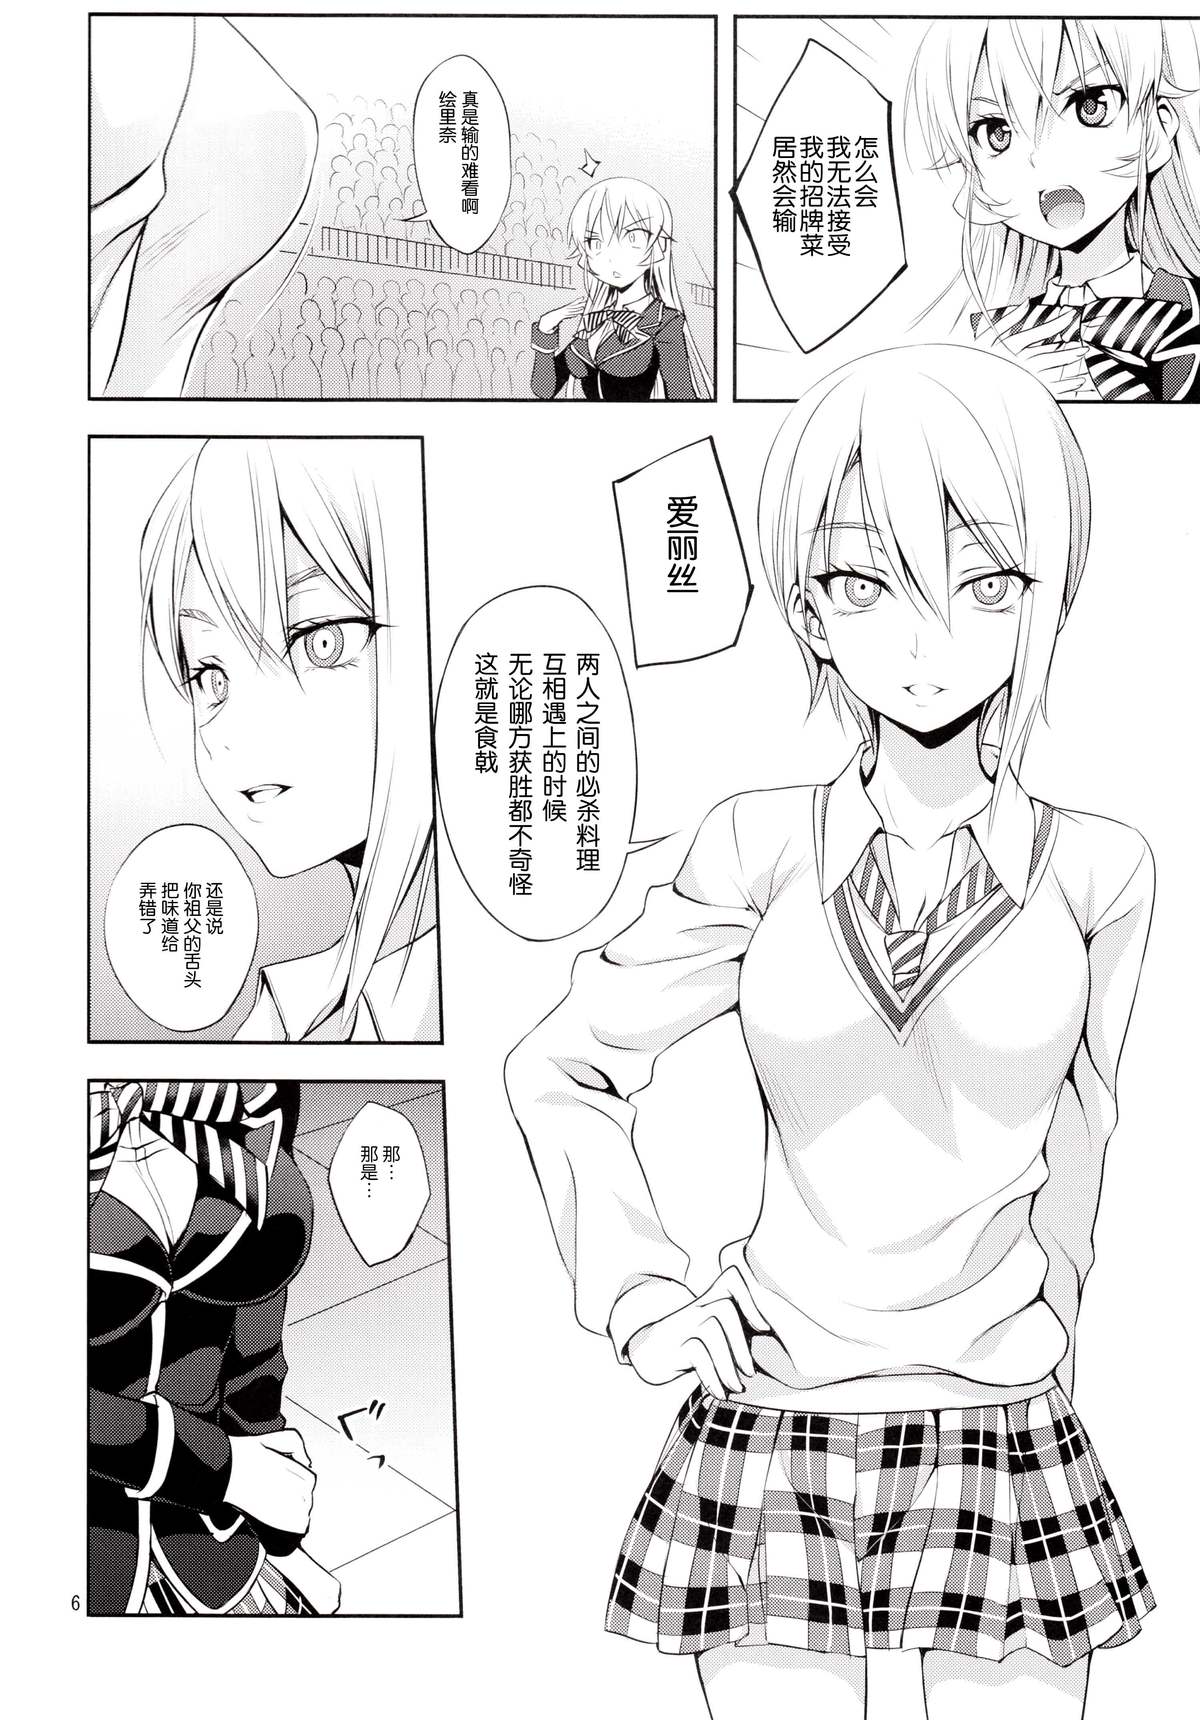 怎么会
我无法接受
我的招牌菜
居然会输
真是输的难看啊
绘里奈
爱丽丝
两人之间的必杀料理
互相遇上的时候
无论哪方获胜都不奇怪
这就是食戟
还是说
你祖父的舌头
把味道给
弄错了
那…
那是…
ぐッ
6